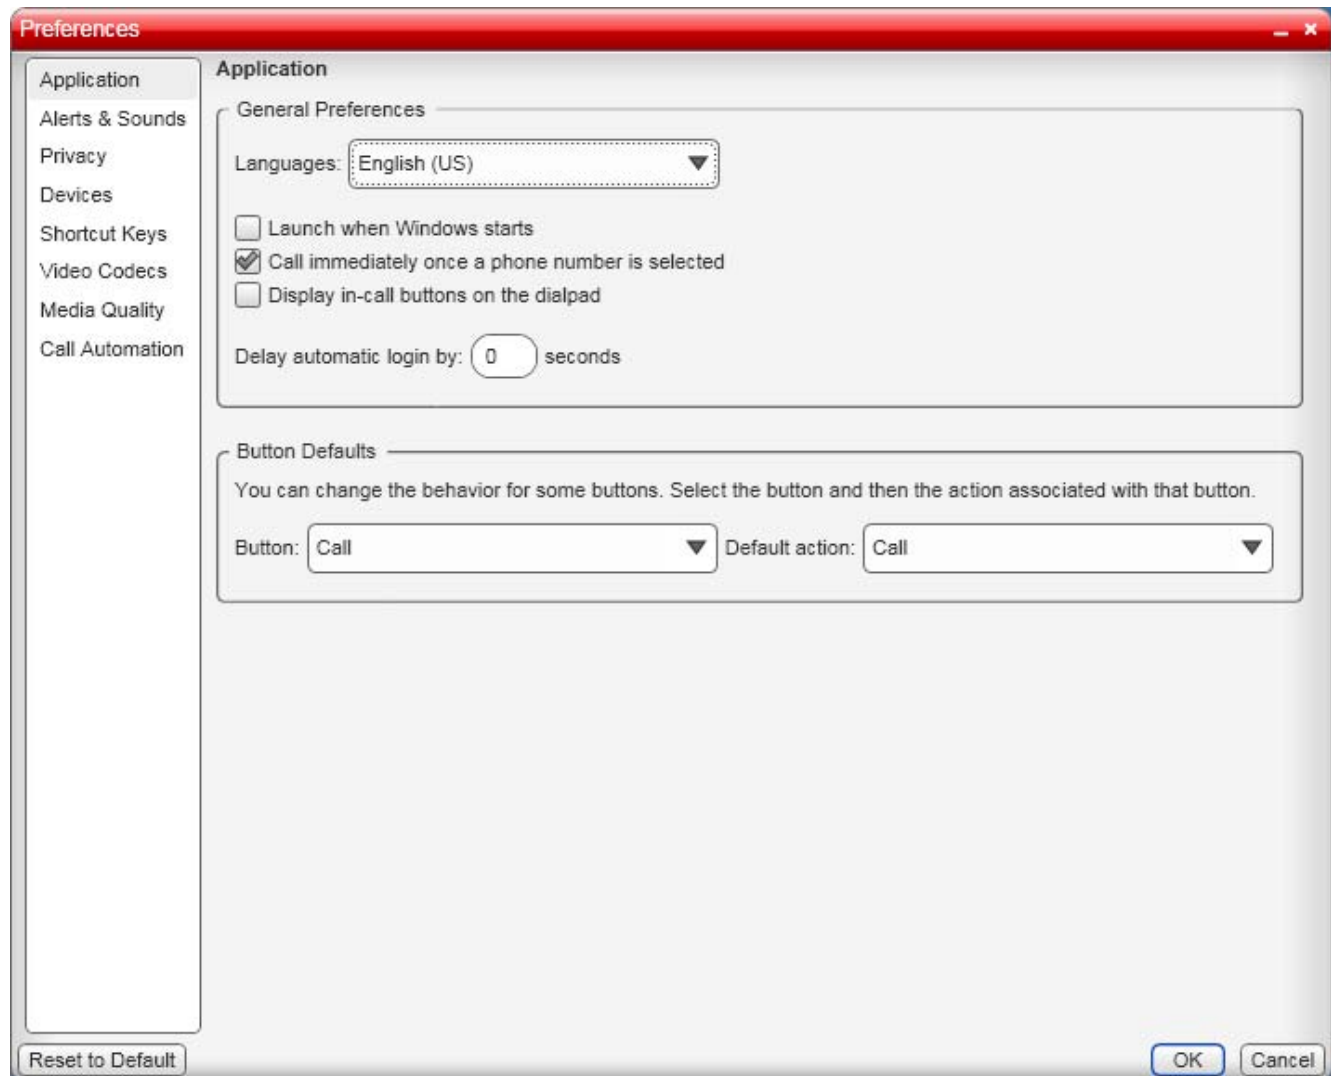 Preferences
Application
Alerts & Sounds
Privacy
Devices
Shortcut Keys
Video Codecs
Media Quality
Call Automation
Application
General Preferences
Languages: English (US)
Launch when Windows starts
Call immediately once a phone number is selected
Display in-call buttons on the dialpad
Delay automatic login by: 0 seconds
Button Defaults
You can change the behavior for some buttons. Select the button and then the action associated with that button.
Button: Call Default action: Call
Reset to Default OK Cancel